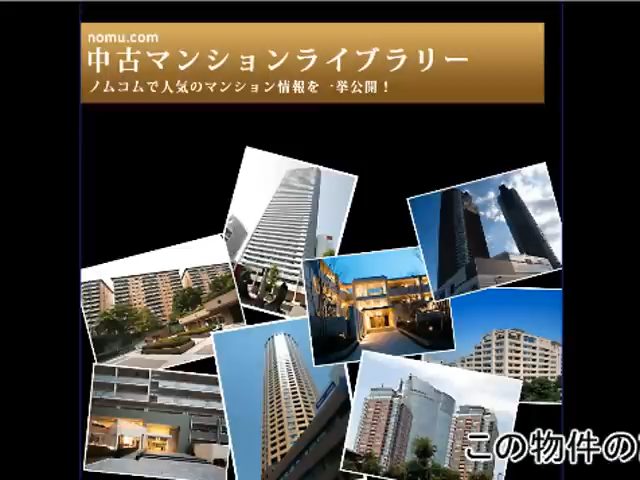 nomu.com
中古マンションライブラリー
ノムコムで人気のマンション情報を一挙公開！
この物件の